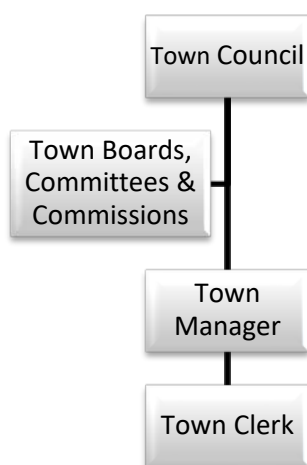 Town Council
Town Boards,
Committees &
Commissions
Town
Manager
Town Clerk